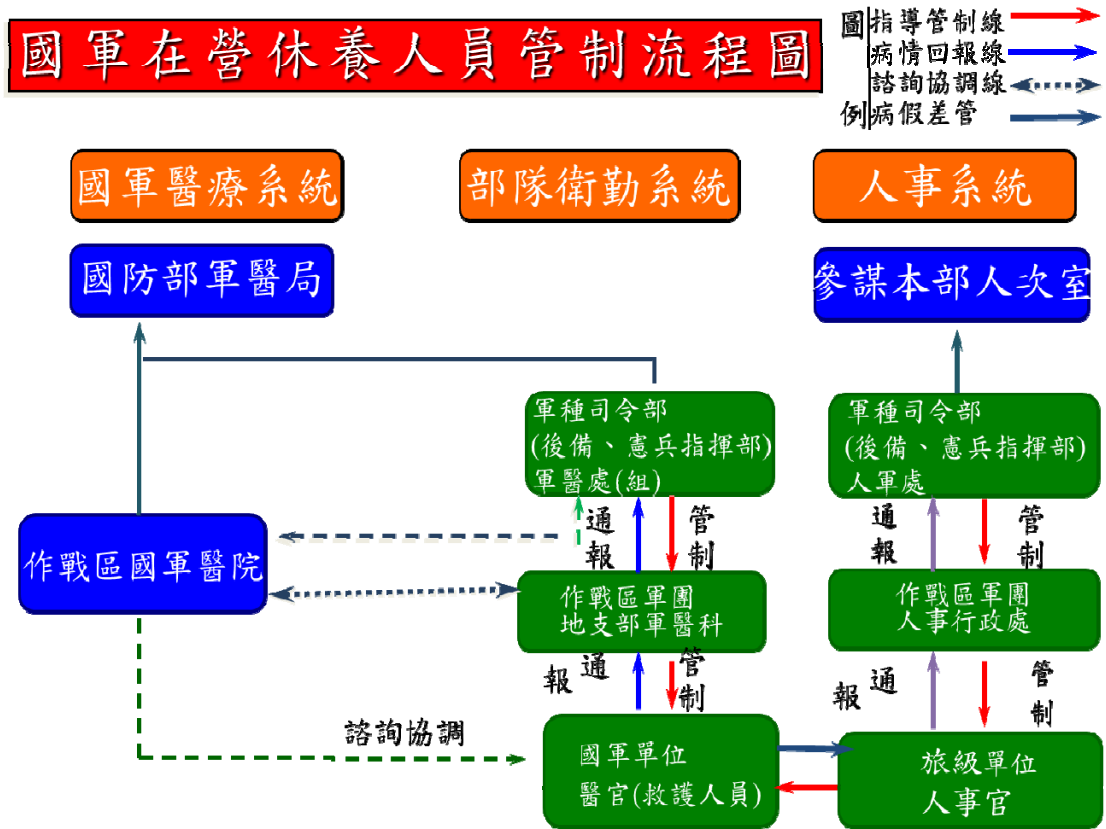 國軍在營休養人員管制流程圖
圖例
指導管制線
病情回報線
諮詢協調線
病假差管
國軍醫療系統
部隊衛勤系統
人事系統
國防部軍醫局
參謀本部人次室
軍種司令部
(後備、憲兵指揮部)
軍醫處(組)
軍種司令部
(後備、憲兵指揮部)
人軍處
通報
管制
通報
管制
作戰區國軍醫院
作戰區軍團
地支部軍醫科
作戰區軍團
人事行政處
通報
管制
通報
管制
諮詢協調
國軍單位
醫官(救護人員)
旅級單位
人事官